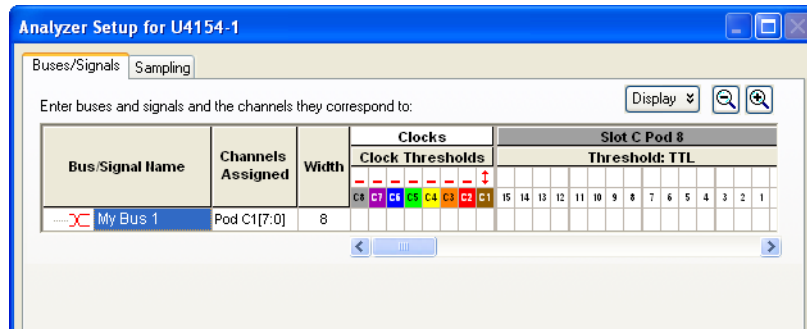 Analyzer Setup for U4154-1
Buses/Signals Sampling
Enter buses and signals and the channels they correspond to:
Display
Bus/Signal Name
Channels Assigned
Width
Clocks
Clock Thresholds
C8 C7 C6 C5 C4 C3 C2 C1
Slot C Pod 8
Threshold: TTL
15 14 13 12 11 10 9 8 7 6 5 4 3 2 1
My Bus 1 Pod C1[7:0] 8